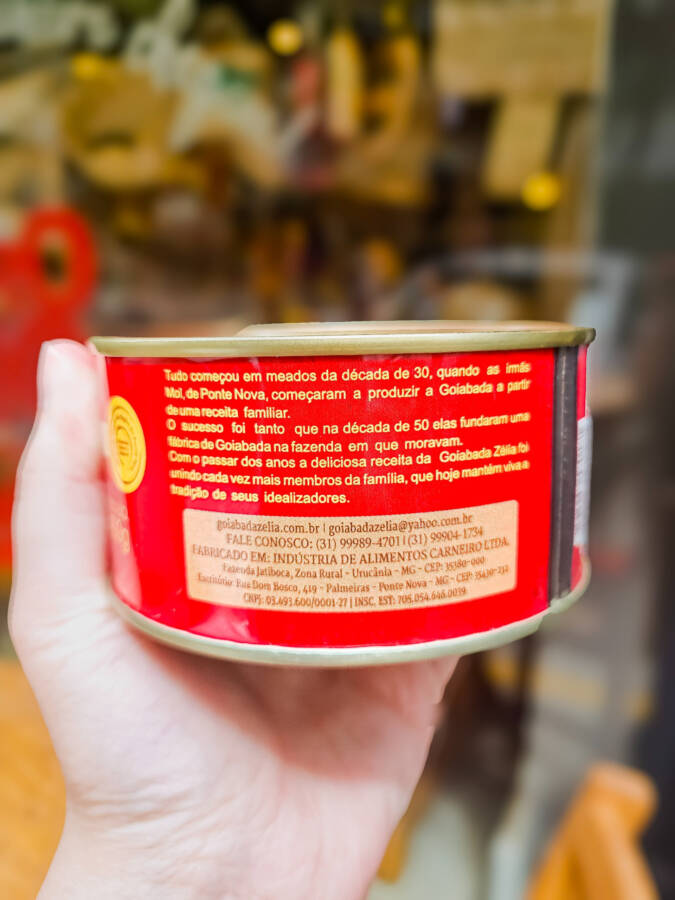 Tudo começou em meados da década de 30, quando as irmãs
Mol, de Ponte Nova, começaram a produzir a Goiabada a partir
de uma receita familiar.
O sucesso foi tanto que na década de 50 elas fundaram uma
fábrica de Goiabada na fazenda em que moravam.
Com o passar dos anos a deliciosa receita da Goiabada Zélia foi
unindo cada vez mais membros da família, que hoje mantém viva a
tradição de seus idealizadores.
goiabadazelia.com.br | goiabadazelia@yahoo.com.br
FALE CONOSCO: (31) 99989-4701 | (31) 99904-1734
FABRICADO EM: INDÚSTRIA DE ALIMENTOS CARNEIRO LTDA.
Fazenda Jatiboca, Zona Rural - Urucânia - MG - CEP: 35380-000
Escritório: Rua Dom Bosco, 419 - Palmeiras - Ponte Nova - MG - CEP: 35430-232
CNPJ: 03.493.600/0001-27 | INSC. EST: 705.054.646.0039